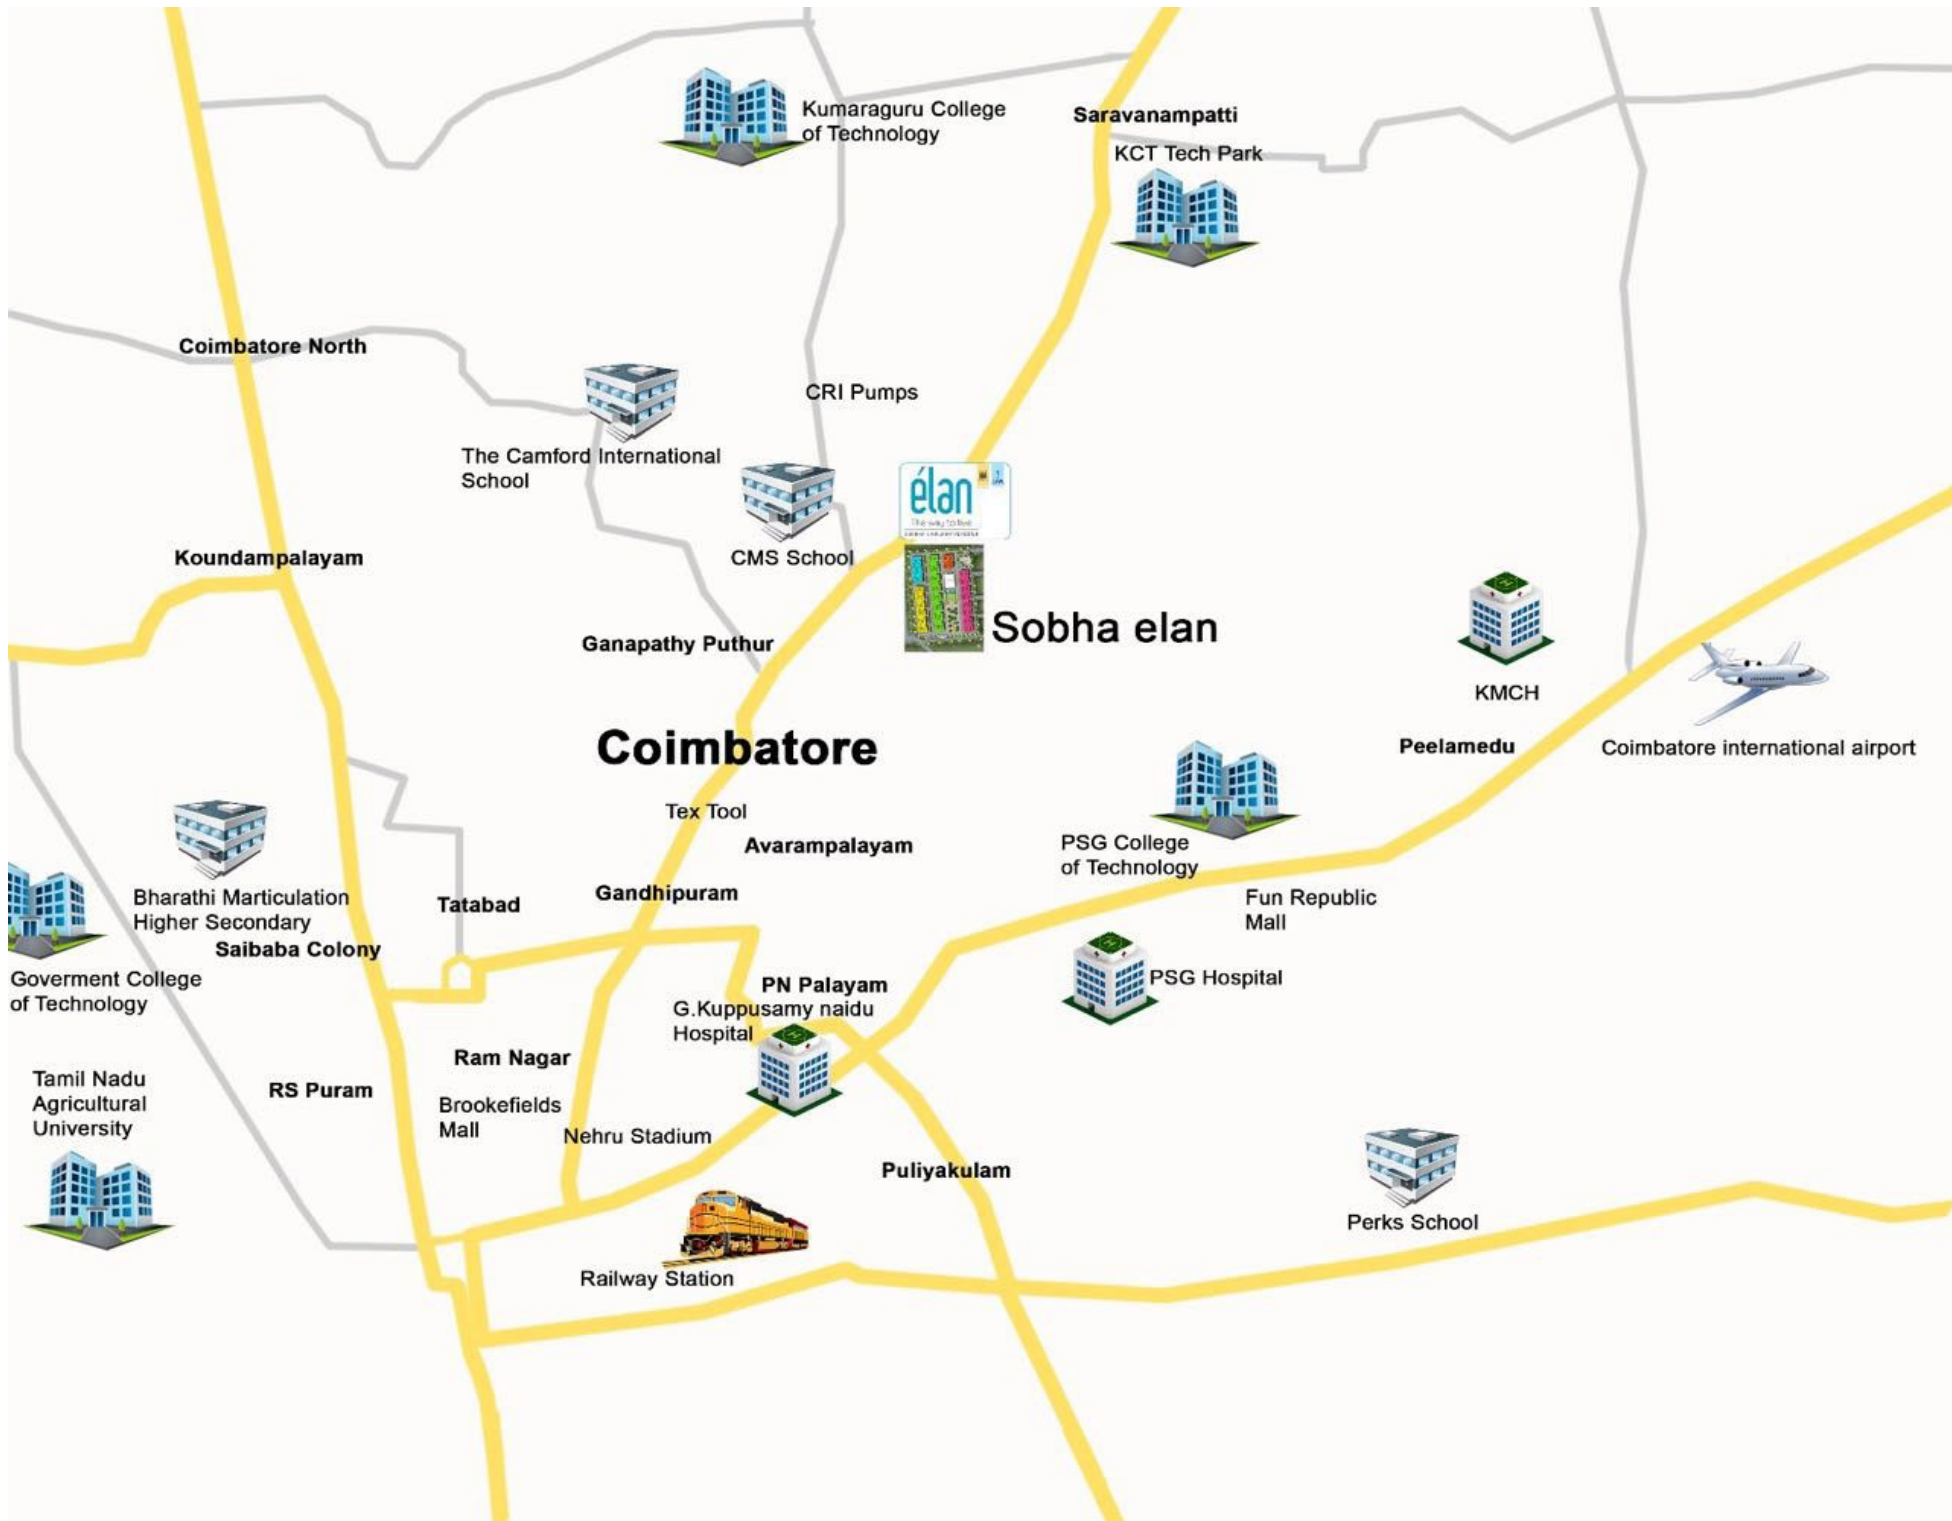 Kumaraguru College
of Technology
Saravanampatti
KCT Tech Park
Coimbatore North
CRI Pumps
The Camford International
School
élan
The way to live
CMS School
Koundampalayam
Sobha elan
Ganapathy Puthur
KMCH
Coimbatore
Peelamedu
Coimbatore international airport
Tex Tool
Avarampalayam
PSG College
of Technology
Bharathi Marticulation
Higher Secondary
Tatabad
Gandhipuram
Fun Republic
Mall
Saibaba Colony
Goverment College
of Technology
PN Palayam
PSG Hospital
G.Kuppusamy naidu
Hospital
Ram Nagar
RS Puram
Tamil Nadu
Agricultural
University
Brookefields
Mall
Nehru Stadium
Puliyakulam
Perks School
Railway Station